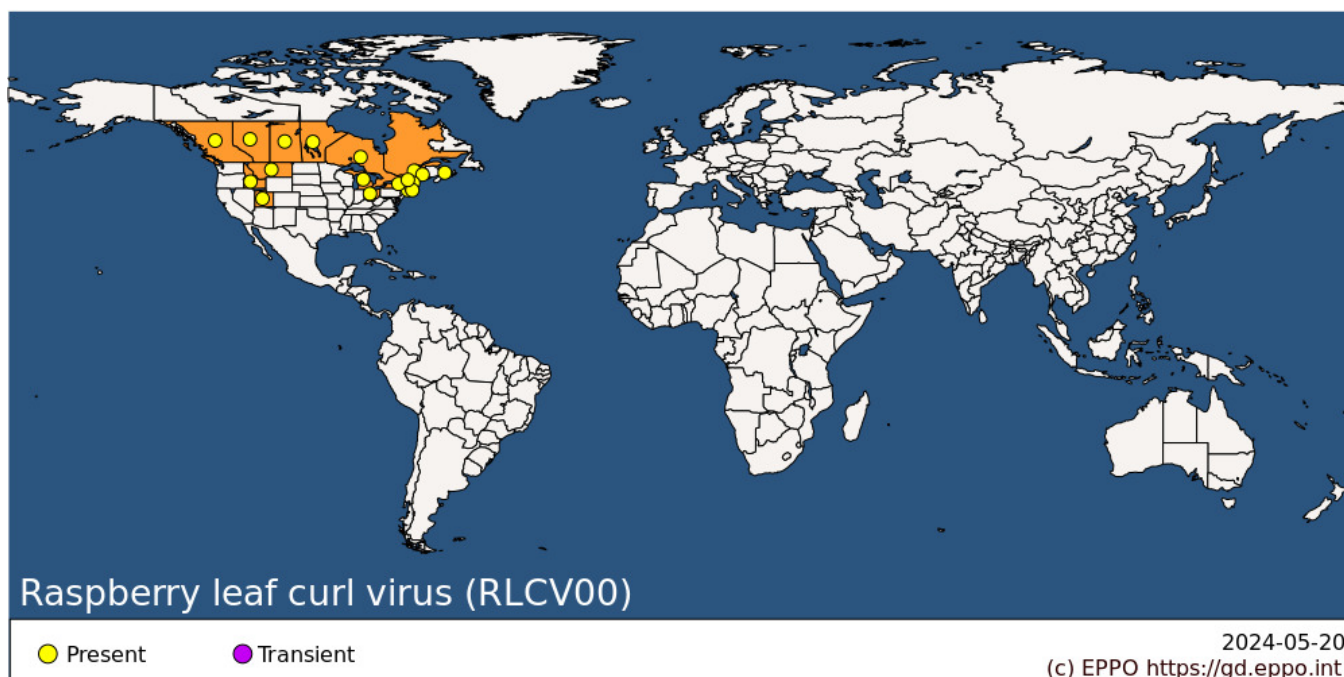 Raspberry leaf curl virus (RLCV00)
Present
Transient
2024-05-20
(c) EPPO https://gd.eppo.int